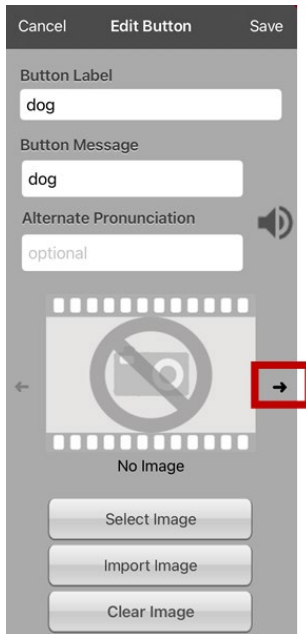 Cancel Edit Button Save
Button Label
dog
Button Message
dog
Alternate Pronunciation
optional
No Image
Select Image
Import Image
Clear Image